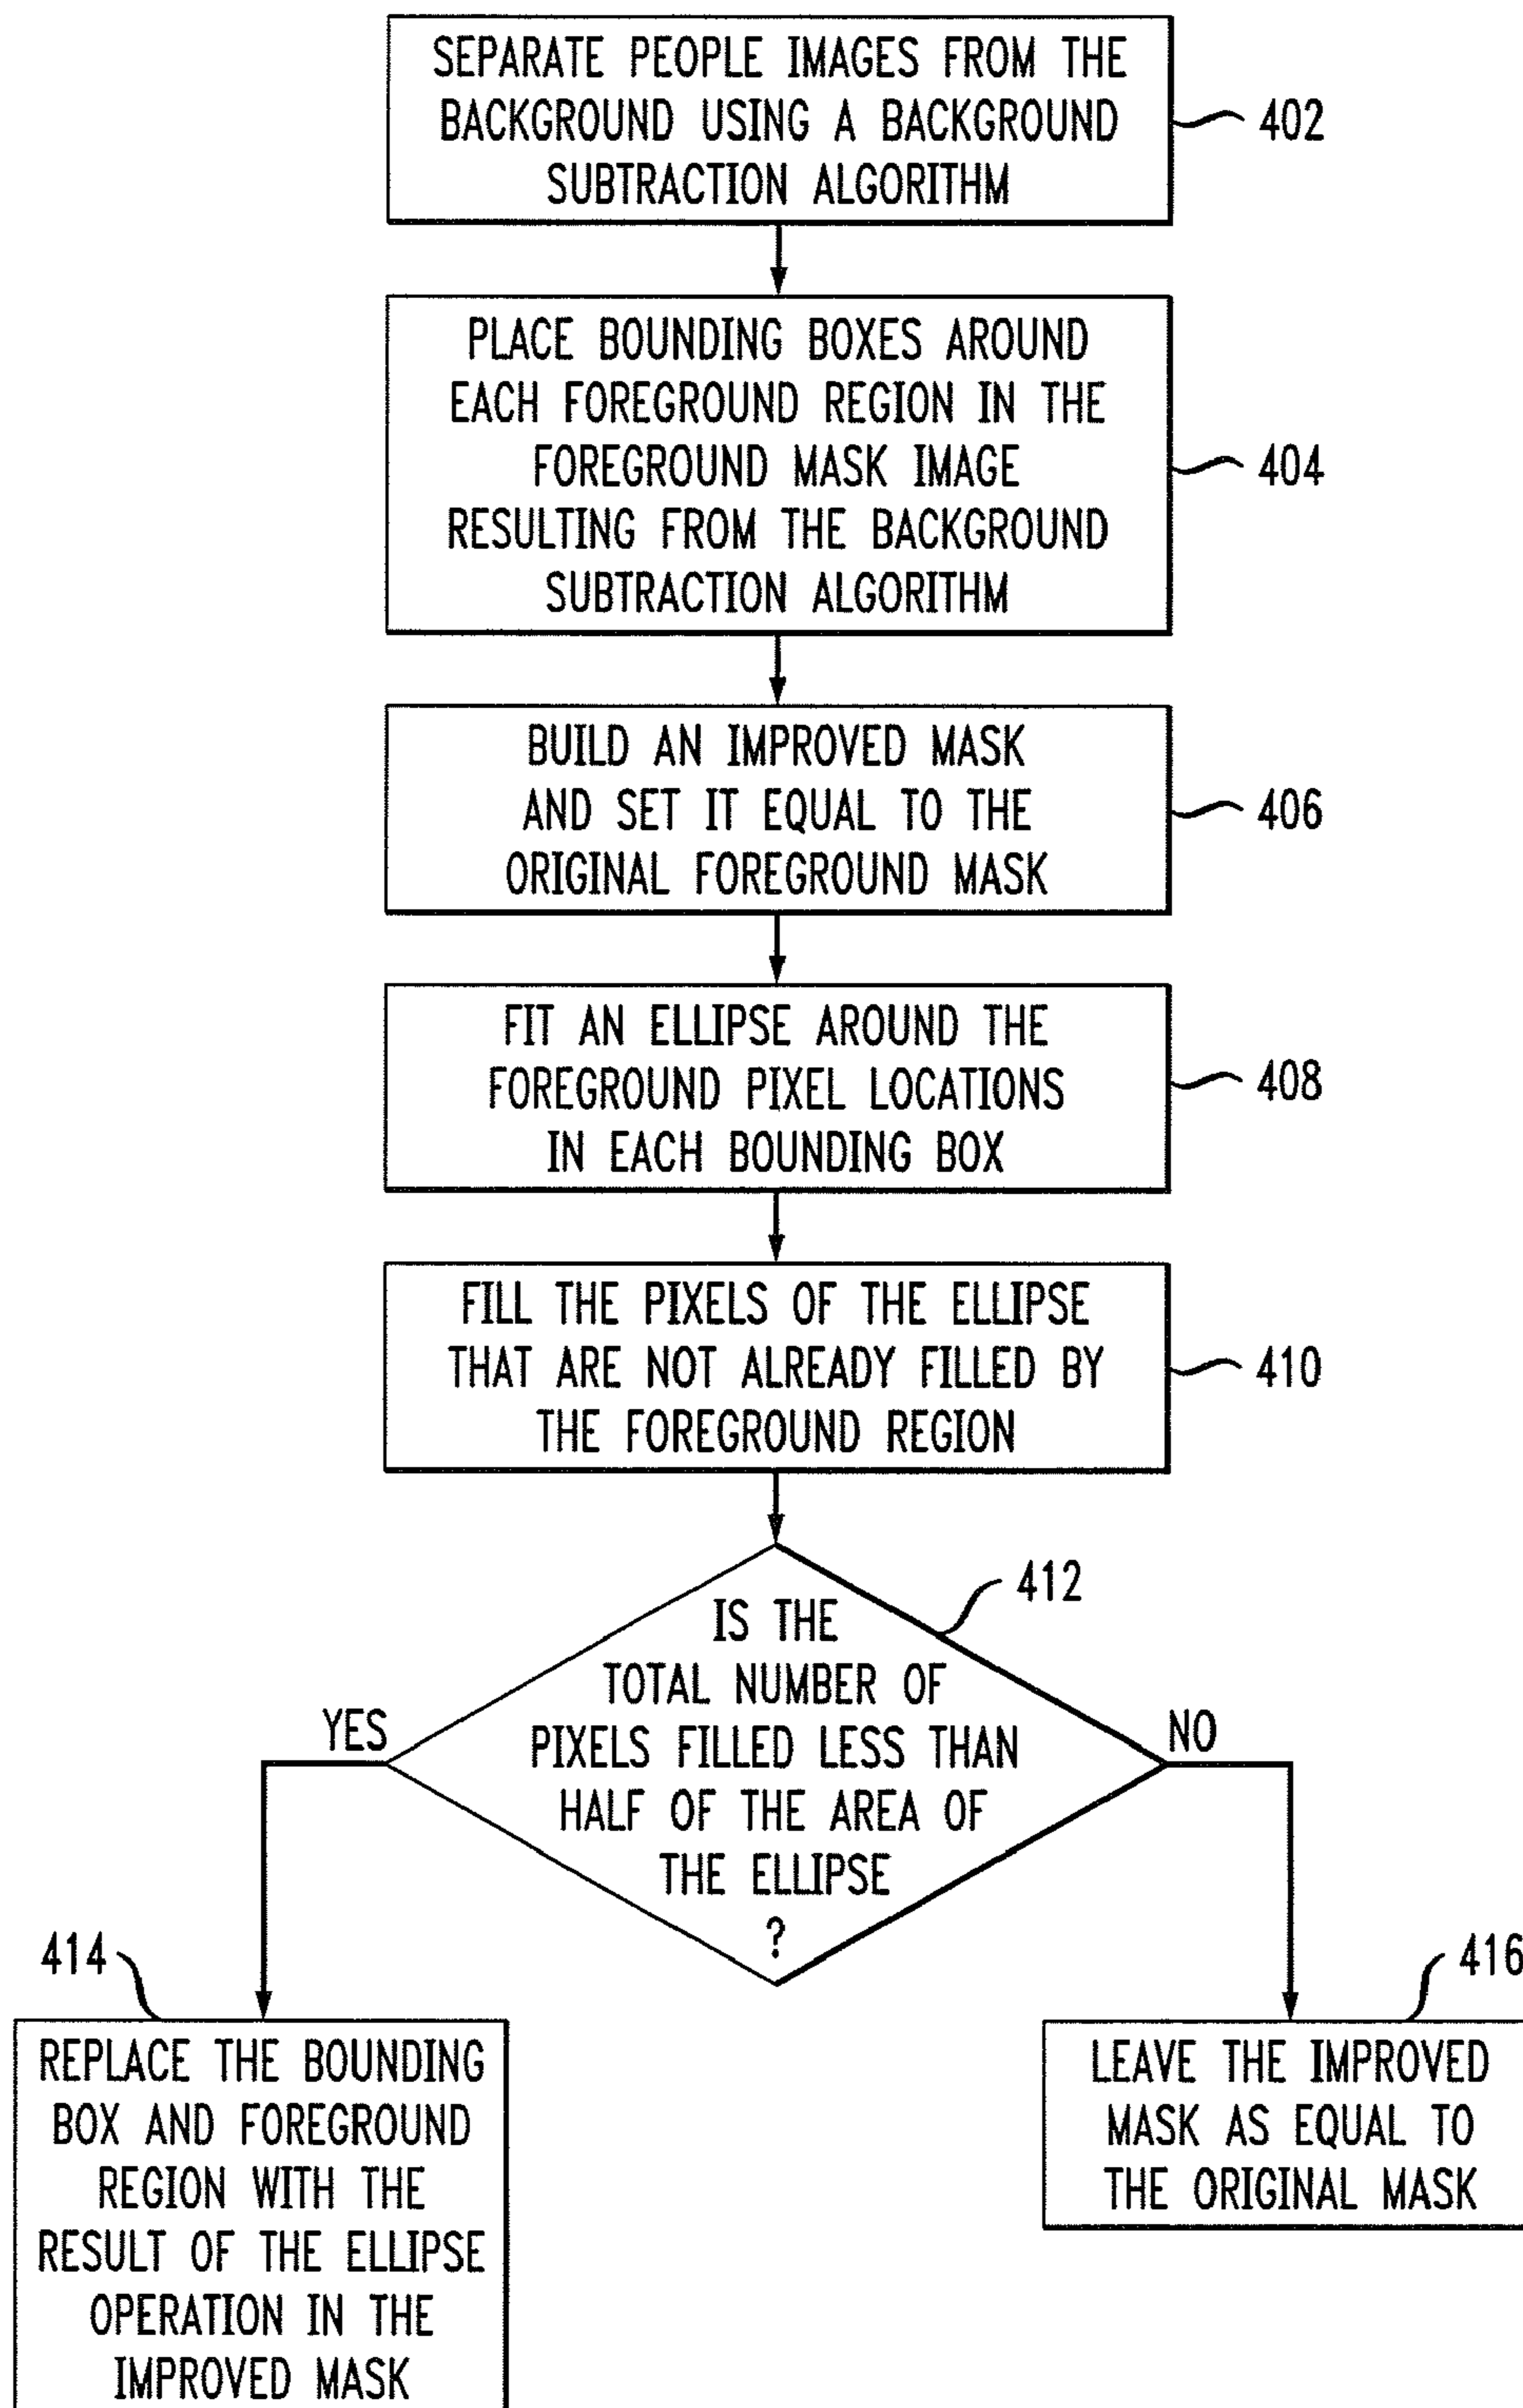 SEPARATE PEOPLE IMAGES FROM THE
BACKGROUND USING A BACKGROUND
SUBTRACTION ALGORITHM
402
PLACE BOUNDING BOXES AROUND
EACH FOREGROUND REGION IN THE
FOREGROUND MASK IMAGE
RESULTING FROM THE BACKGROUND
SUBTRACTION ALGORITHM
404
BUILD AN IMPROVED MASK
AND SET IT EQUAL TO THE
ORIGINAL FOREGROUND MASK
406
FIT AN ELLIPSE AROUND THE
FOREGROUND PIXEL LOCATIONS
IN EACH BOUNDING BOX
408
FILL THE PIXELS OF THE ELLIPSE
THAT ARE NOT ALREADY FILLED BY
THE FOREGROUND REGION
410
412
IS THE
TOTAL NUMBER OF
PIXELS FILLED LESS THAN
HALF OF THE AREA OF
THE ELLIPSE
?
YES
NO
414
REPLACE THE BOUNDING
BOX AND FOREGROUND
REGION WITH THE
RESULT OF THE ELLIPSE
OPERATION IN THE
IMPROVED MASK
416
LEAVE THE IMPROVED
MASK AS EQUAL TO
THE ORIGINAL MASK